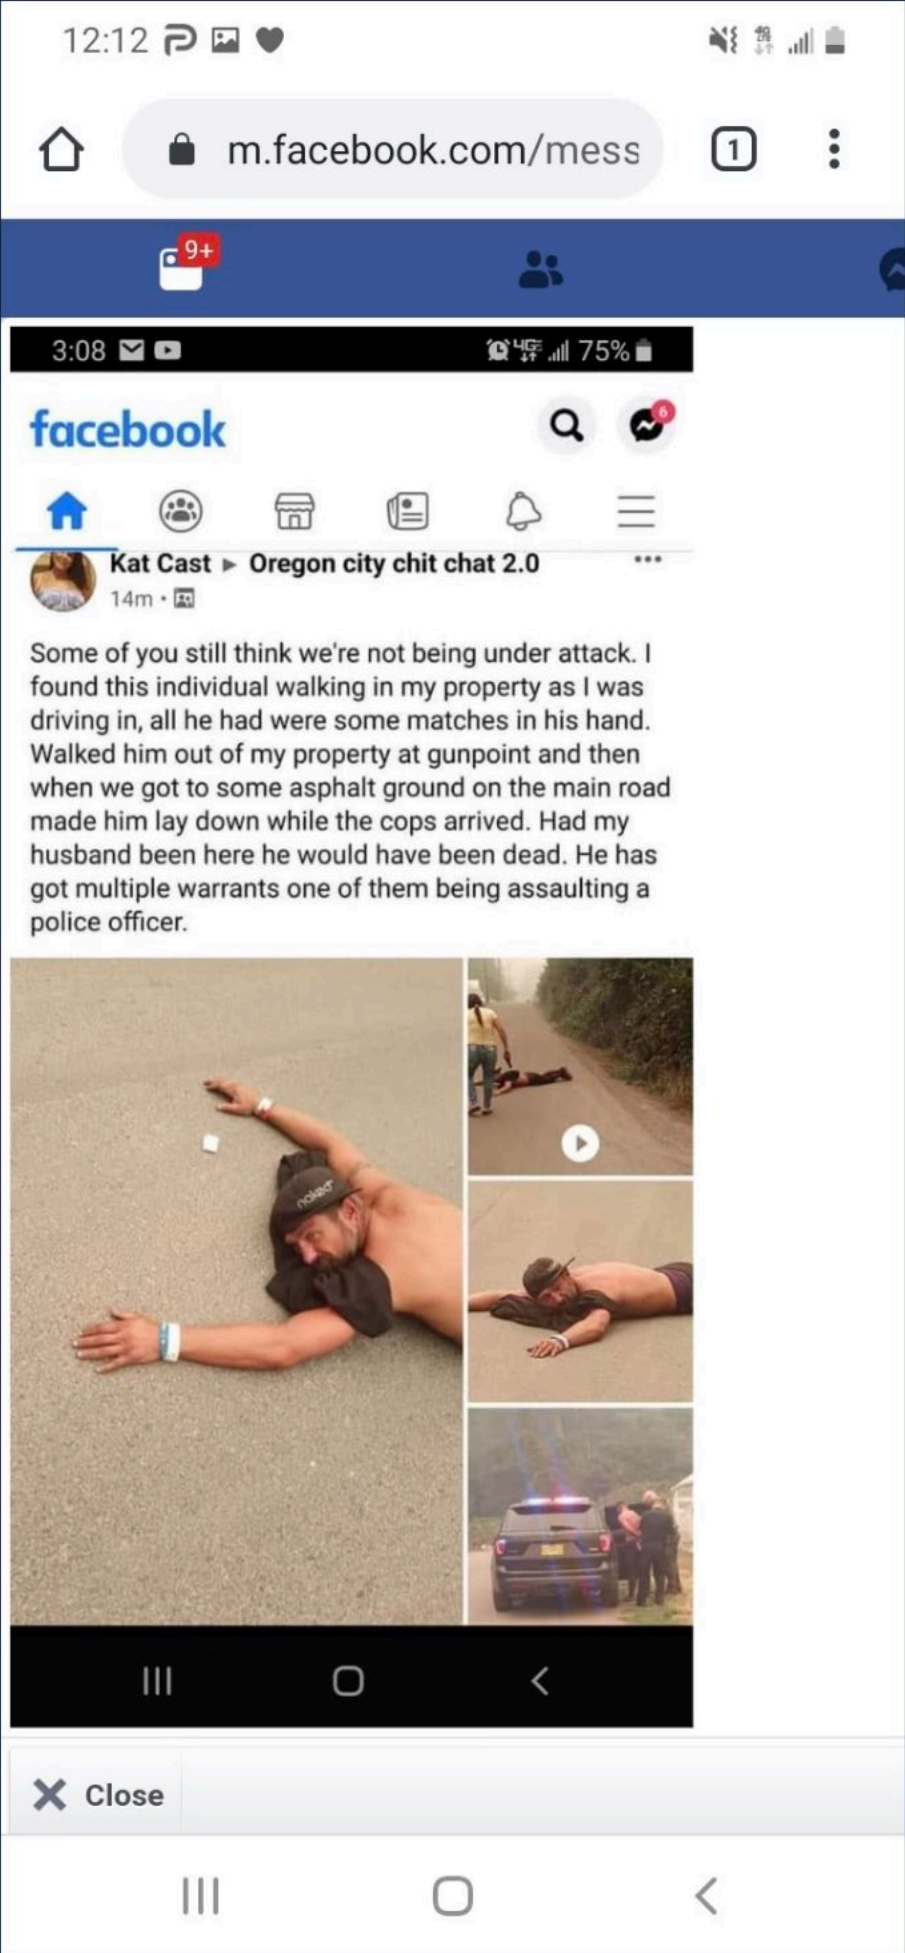 12:12
m.facebook.com/mess
1
9+
3:08
4G 75%
facebook
6
Kat Cast ▸ Oregon city chit chat 2.0
14m ·
Some of you still think we're not being under attack. I
found this individual walking in my property as I was
driving in, all he had were some matches in his hand.
Walked him out of my property at gunpoint and then
when we got to some asphalt ground on the main road
made him lay down while the cops arrived. Had my
husband been here he would have been dead. He has
got multiple warrants one of them being assaulting a
police officer.
naked
Close